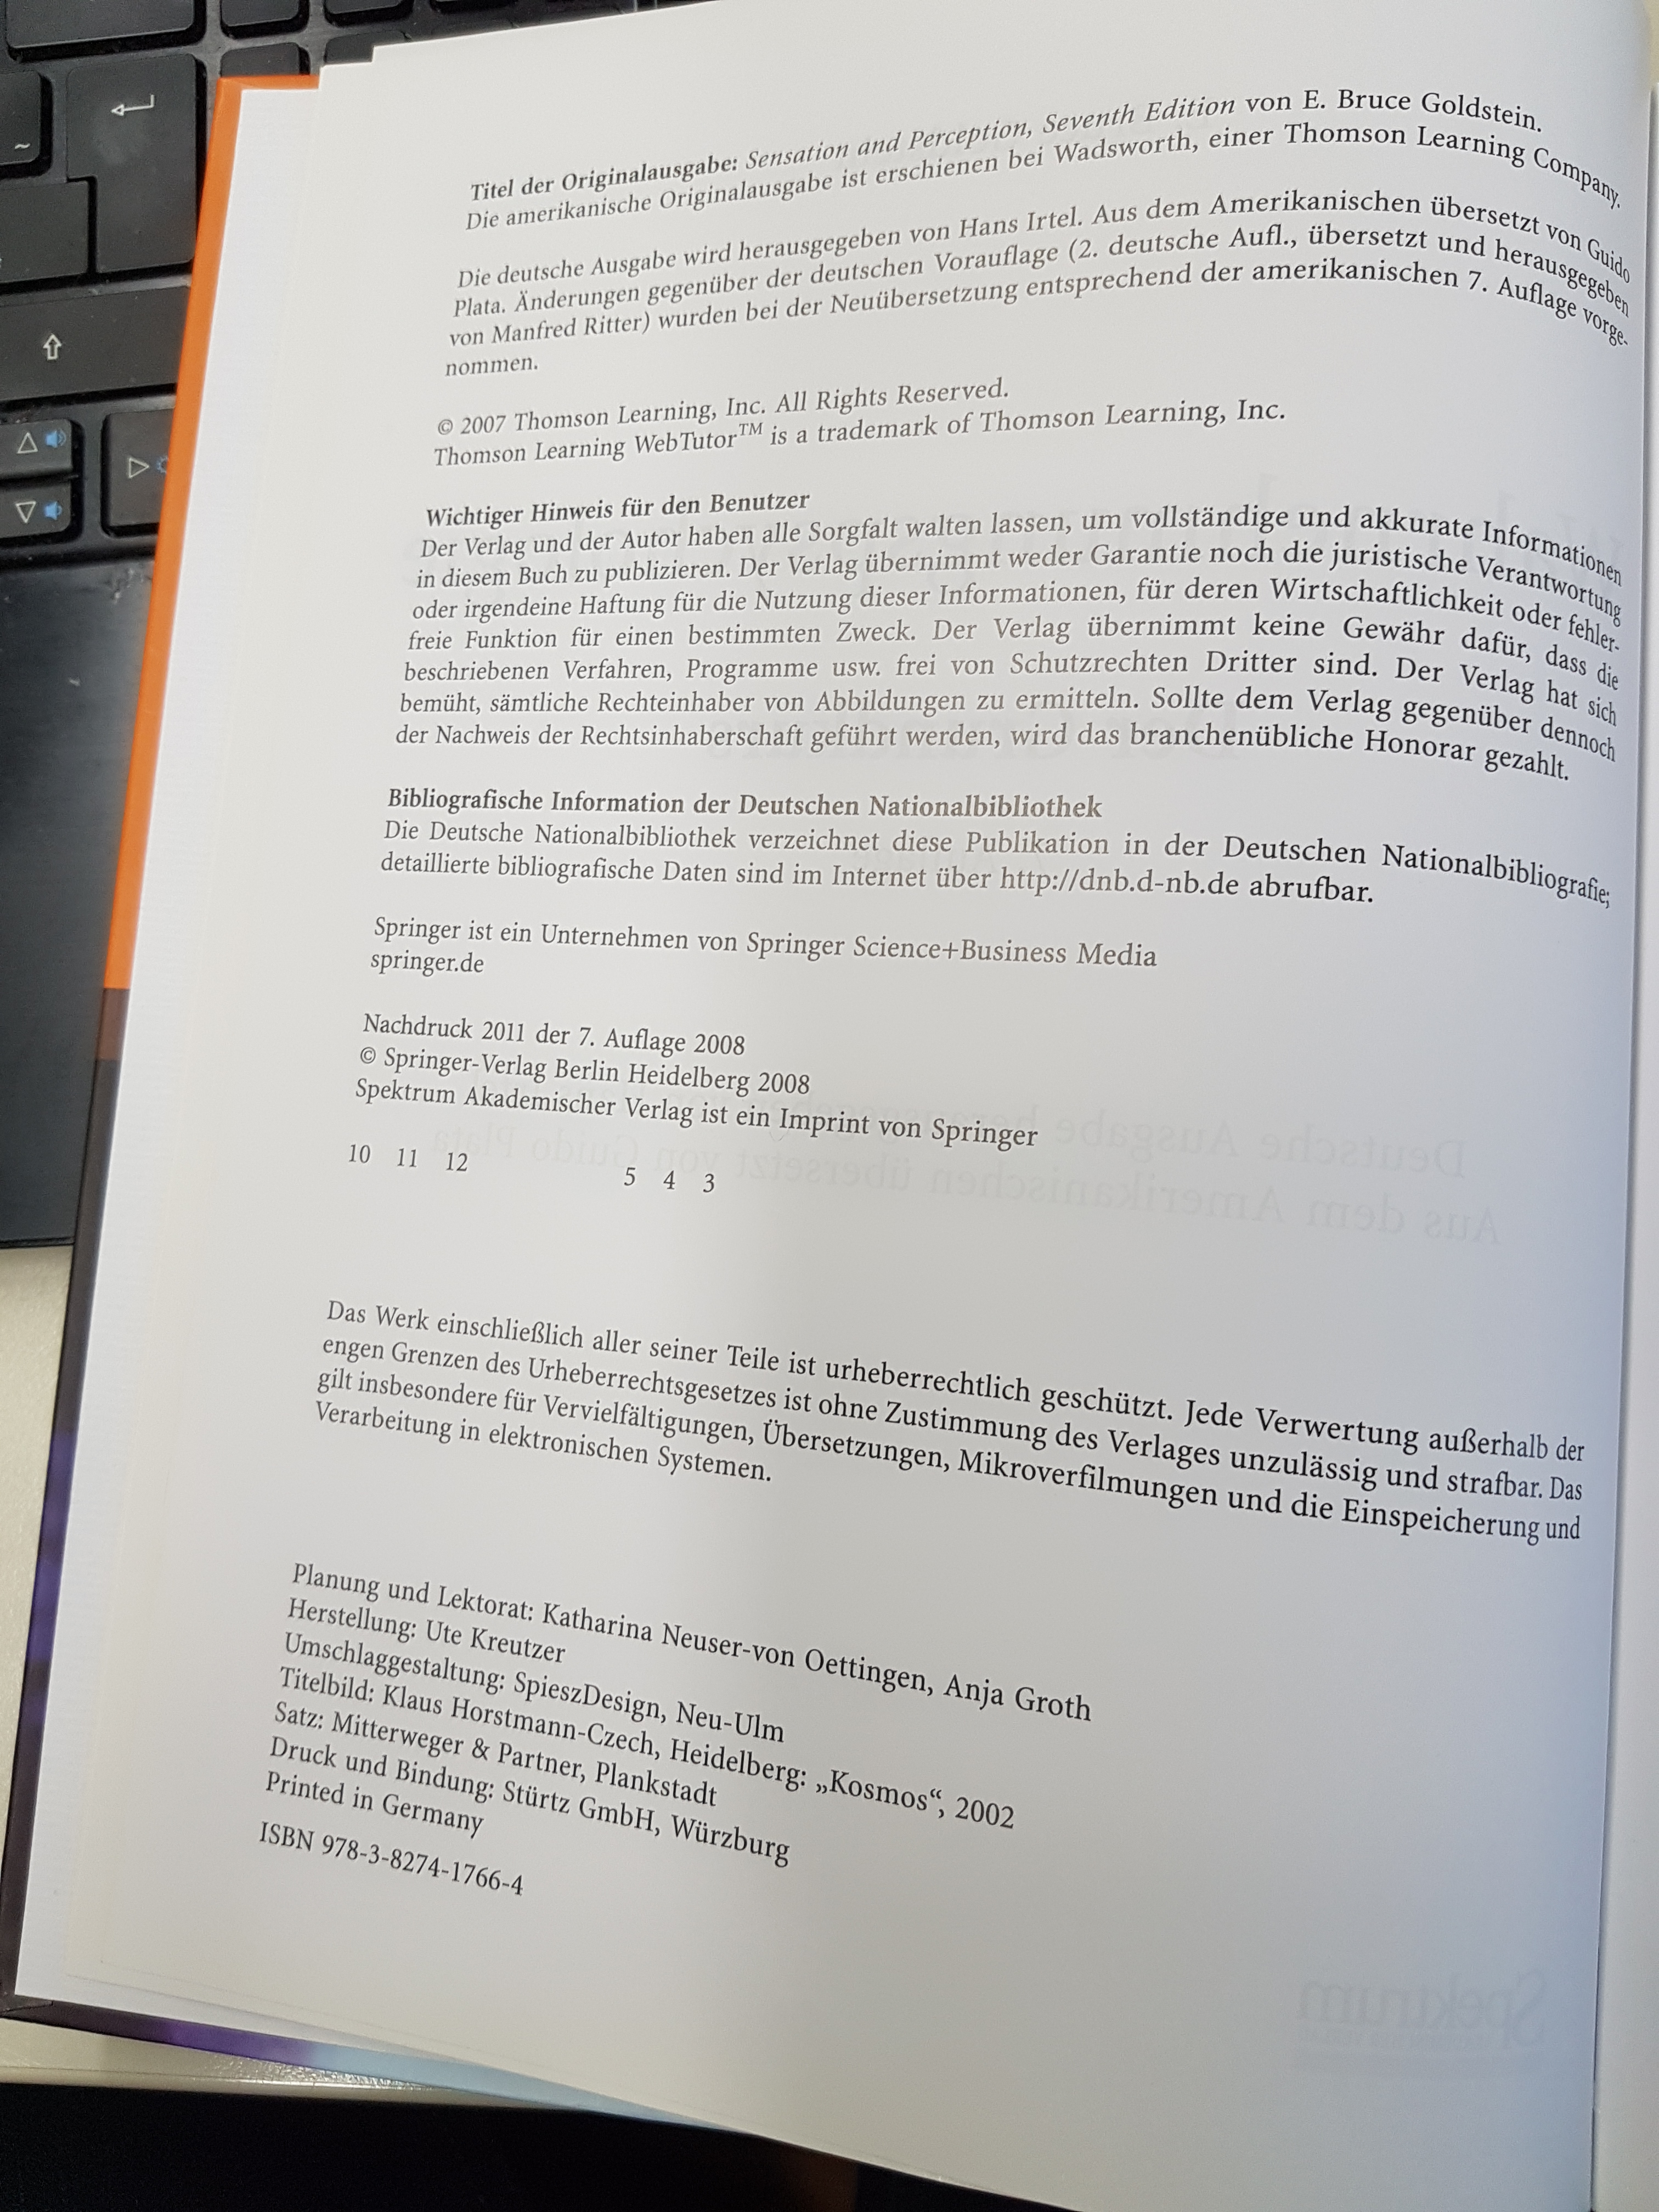 Titel der Originalausgabe: Sensation and Perception, Seventh Edition von E. Bruce Goldstein.
Die amerikanische Originalausgabe ist erschienen bei Wadsworth, einer Thomson Learning Company.
Die deutsche Ausgabe wird herausgegeben von Hans Irtel. Aus dem Amerikanischen übersetzt von Guido
Plata. Änderungen gegenüber der deutschen Vorauflage (2. deutsche Aufl., übersetzt und herausgegeben
von Manfred Ritter) wurden bei der Neuübersetzung entsprechend der amerikanischen 7. Auflage vorge-
nommen.
© 2007 Thomson Learning, Inc. All Rights Reserved.
Thomson Learning WebTutor™ is a trademark of Thomson Learning, Inc.
Wichtiger Hinweis für den Benutzer
Der Verlag und der Autor haben alle Sorgfalt walten lassen, um vollständige und akkurate Informationen
in diesem Buch zu publizieren. Der Verlag übernimmt weder Garantie noch die juristische Verantwortung
oder irgendeine Haftung für die Nutzung dieser Informationen, für deren Wirtschaftlichkeit oder fehler-
freie Funktion für einen bestimmten Zweck. Der Verlag übernimmt keine Gewähr dafür, dass die
beschriebenen Verfahren, Programme usw. frei von Schutzrechten Dritter sind. Der Verlag hat sich
bemüht, sämtliche Rechteinhaber von Abbildungen zu ermitteln. Sollte dem Verlag gegenüber dennoch
der Nachweis der Rechtsinhaberschaft geführt werden, wird das branchenübliche Honorar gezahlt.
Bibliografische Information der Deutschen Nationalbibliothek
Die Deutsche Nationalbibliothek verzeichnet diese Publikation in der Deutschen Nationalbibliografie;
detaillierte bibliografische Daten sind im Internet über http://dnb.d-nb.de abrufbar.
Springer ist ein Unternehmen von Springer Science+Business Media
springer.de
Nachdruck 2011 der 7. Auflage 2008
© Springer-Verlag Berlin Heidelberg 2008
Spektrum Akademischer Verlag ist ein Imprint von Springer
10 11 12 5 4 3
Das Werk einschließlich aller seiner Teile ist urheberrechtlich geschützt. Jede Verwertung außerhalb der
engen Grenzen des Urheberrechtsgesetzes ist ohne Zustimmung des Verlages unzulässig und strafbar. Das
gilt insbesondere für Vervielfältigungen, Übersetzungen, Mikroverfilmungen und die Einspeicherung und
Verarbeitung in elektronischen Systemen.
Planung und Lektorat: Katharina Neuser-von Oettingen, Anja Groth
Herstellung: Ute Kreutzer
Umschlaggestaltung: SpieszDesign, Neu-Ulm
Titelbild: Klaus Horstmann-Czech, Heidelberg: „Kosmos“, 2002
Satz: Mitterweger & Partner, Plankstadt
Druck und Bindung: Stürtz GmbH, Würzburg
Printed in Germany
ISBN 978-3-8274-1766-4